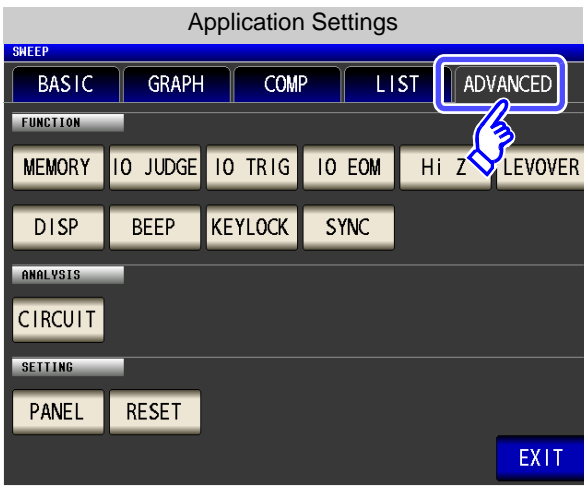 Application Settings
SWEEP
BASIC GRAPH COMP LIST ADVANCED
FUNCTION
MEMORY IO JUDGE IO TRIG IO EOM Hi Z LEVOVER
DISP BEEP KEYLOCK SYNC
ANALYSIS
CIRCUIT
SETTING
PANEL RESET
EXIT